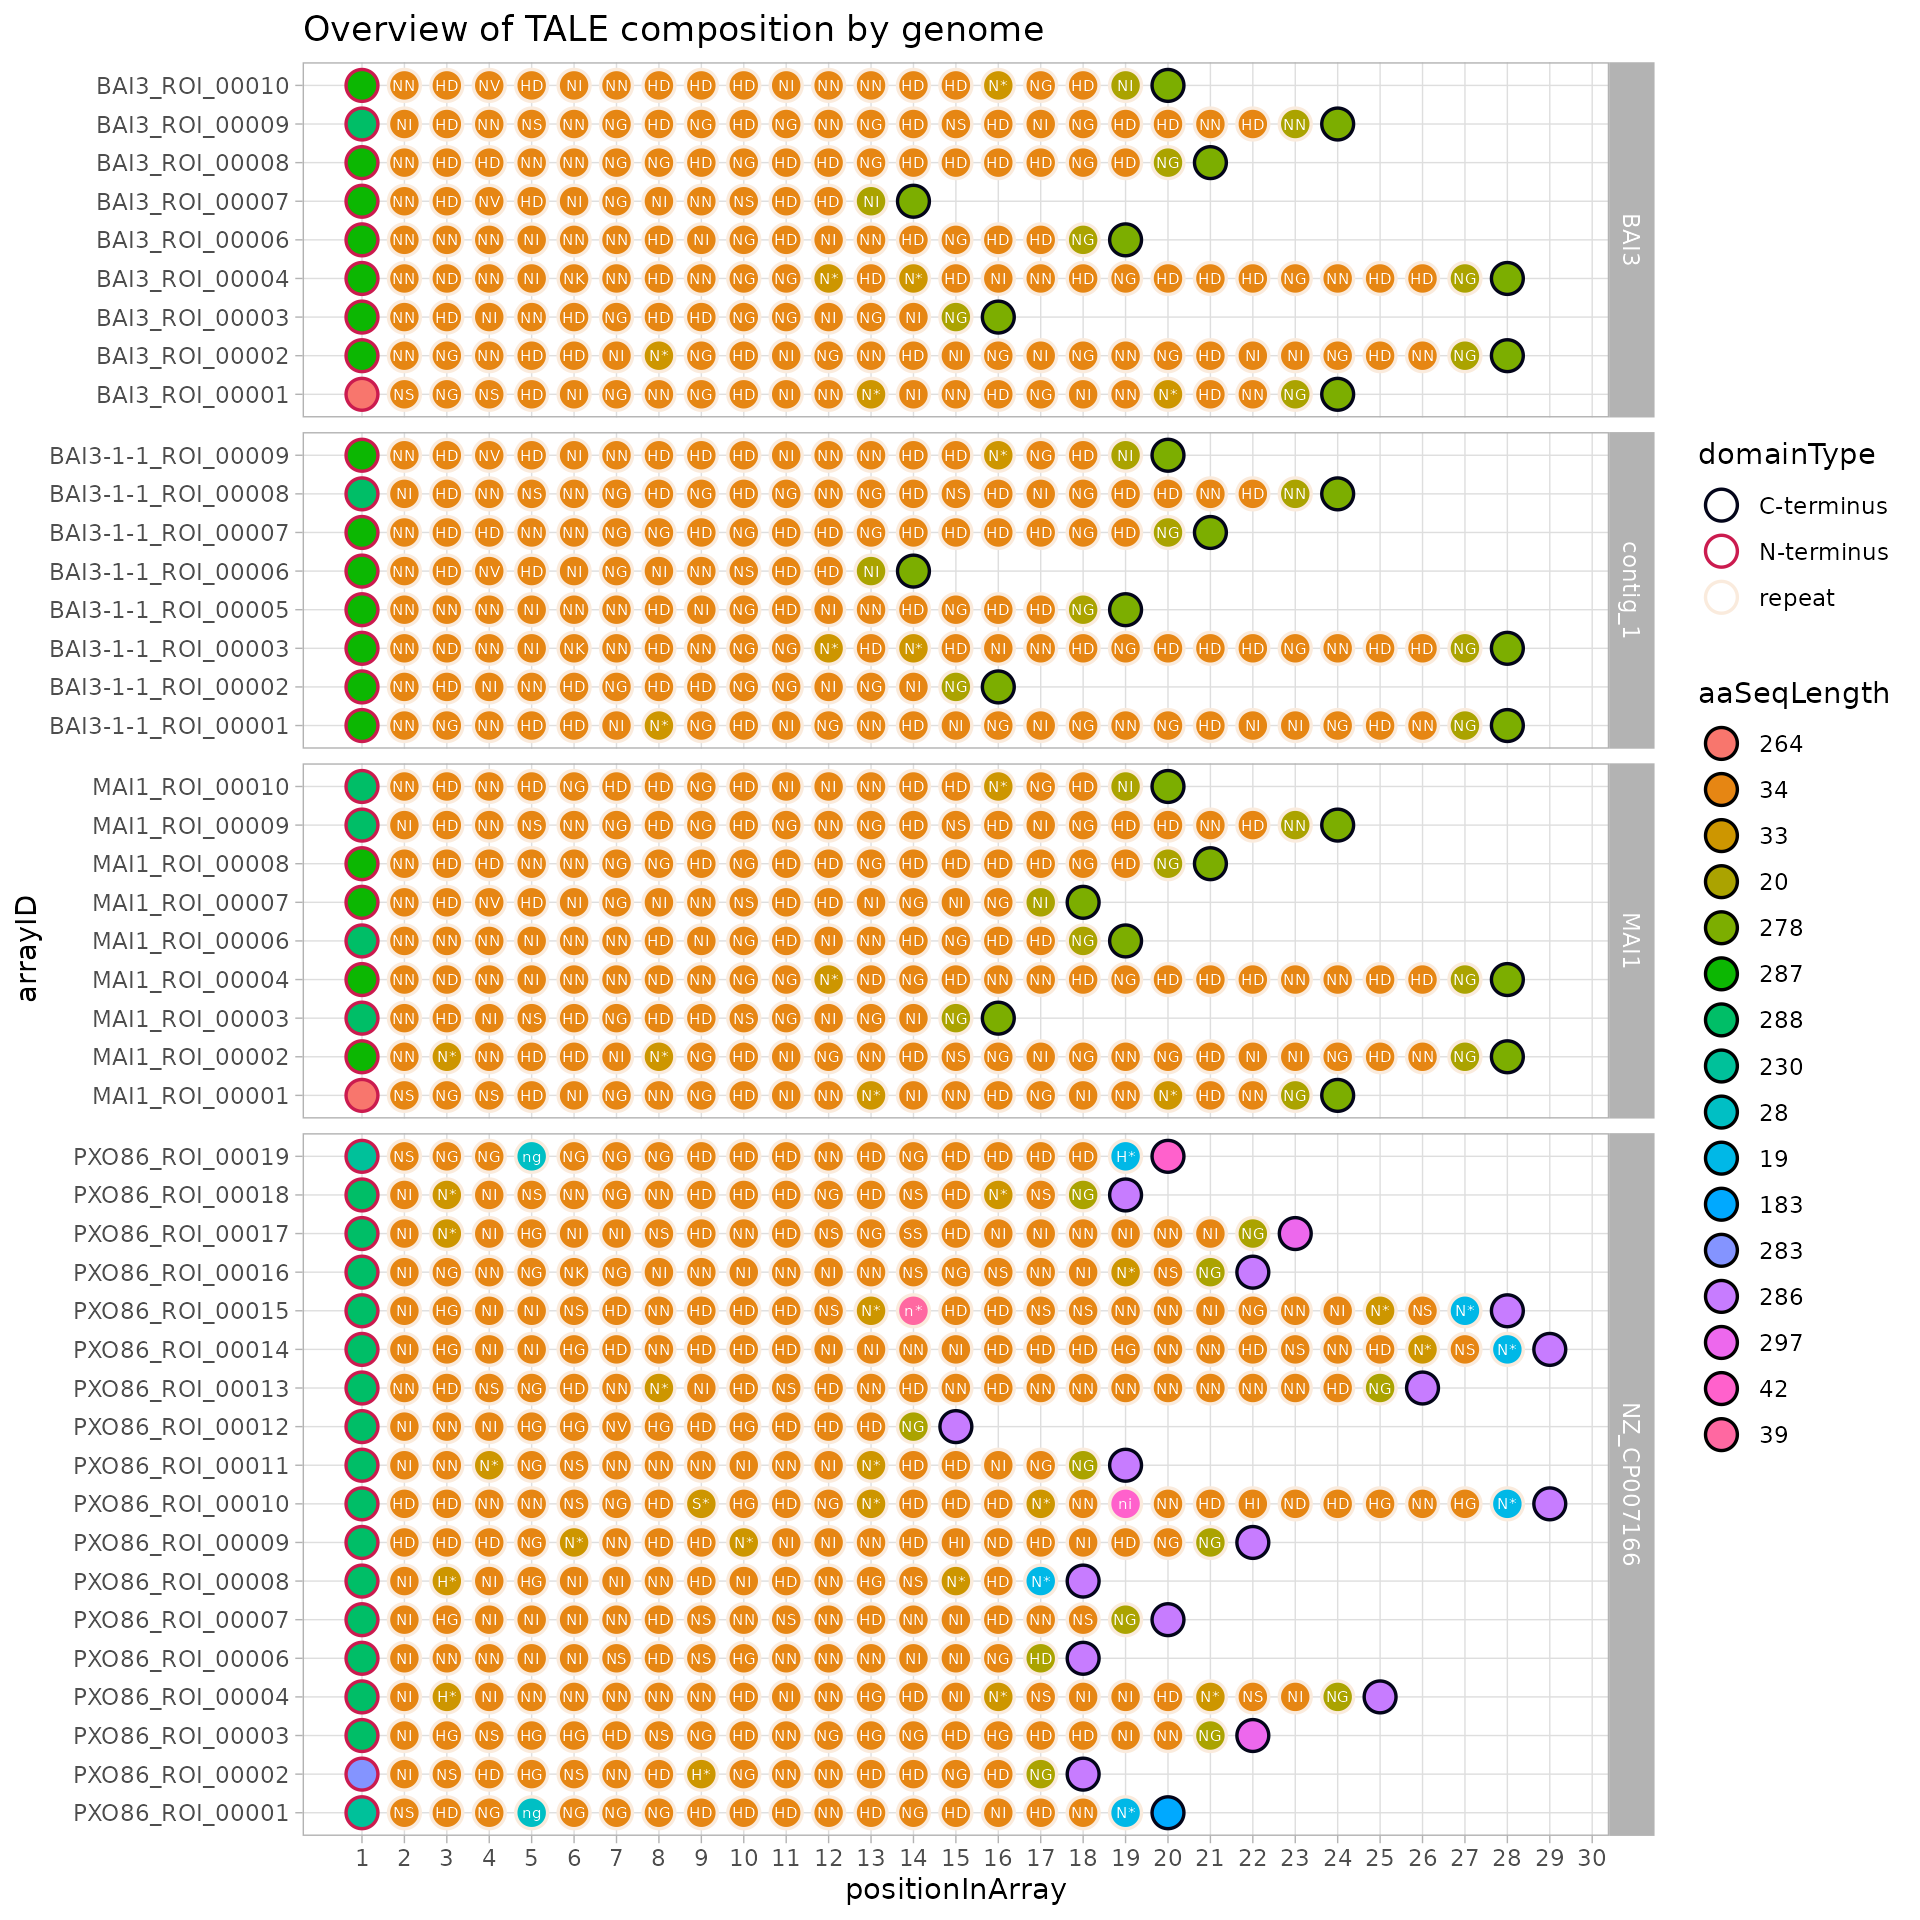 Overview of TALE composition by genome
BAI3_ROI_00010 NN HD NV HD NI NN HD HD HD NI NN NN HD HD N* NG HD NI
BAI3_ROI_00009 NI HD NN NS NN NG HD NG HD NG NN NG HD NS HD NI NG HD HD NN HD NN
BAI3_ROI_00008 NN HD HD NN NN NG NG HD NG HD HD NG HD HD HD HD NG HD NG
BAI3_ROI_00007 NN HD NV HD NI NG NI NN NS HD HD NI
BAI3_ROI_00006 NN NN NN NI NN NN HD NI NG HD NI NN HD NG HD HD NG
BAI3_ROI_00004 NN ND NN NI NK NN HD NN NG NG N* HD N* HD NI NN HD NG HD HD HD NG NN HD HD NG
BAI3_ROI_00003 NN HD NI NN HD NG HD HD NG NG NI NG NI NG
BAI3_ROI_00002 NN NG NN HD HD NI N* NG HD NI NG NN HD NI NG NI NG NN NG HD NI NI NG HD NN NG
BAI3_ROI_00001 NS NG NS HD NI NG NN NG HD NI NN N* NI NN HD NG NI NN N* HD NN NG
BAI3
BAI3-1-1_ROI_00009 NN HD NV HD NI NN HD HD HD NI NN NN HD HD N* NG HD NI
BAI3-1-1_ROI_00008 NI HD NN NS NN NG HD NG HD NG NN NG HD NS HD NI NG HD HD NN HD NN
BAI3-1-1_ROI_00007 NN HD HD NN NN NG NG HD NG HD HD NG HD HD HD HD NG HD NG
BAI3-1-1_ROI_00006 NN HD NV HD NI NG NI NN NS HD HD NI
BAI3-1-1_ROI_00005 NN NN NN NI NN NN HD NI NG HD NI NN HD NG HD HD NG
BAI3-1-1_ROI_00003 NN ND NN NI NK NN HD NN NG NG N* HD N* HD NI NN HD NG HD HD HD NG NN HD HD NG
BAI3-1-1_ROI_00002 NN HD NI NN HD NG HD HD NG NG NI NG NI NG
BAI3-1-1_ROI_00001 NN NG NN HD HD NI N* NG HD NI NG NN HD NI NG NI NG NN NG HD NI NI NG HD NN NG
contig_1
MAI1_ROI_00010 NN HD NN HD NG HD HD NG HD NI NI NN HD HD N* NG HD NI
MAI1_ROI_00009 NI HD NN NS NN NG HD NG HD NG NN NG HD NS HD NI NG HD HD NN HD NN
MAI1_ROI_00008 NN HD HD NN NN NG NG HD NG HD HD NG HD HD HD HD NG HD NG
MAI1_ROI_00007 NN HD NV HD NI NG NI NN NS HD HD NI NG NI NG NI
MAI1_ROI_00006 NN NN NN NI NN NN HD NI NG HD NI NN HD NG HD HD NG
MAI1_ROI_00004 NN ND NN NI NN NN ND NN NG NG N* ND NG HD NN NN HD NG HD HD HD NN NN HD HD NG
MAI1_ROI_00003 NN HD NI NS HD NG HD HD NS NG NI NG NI NG
MAI1_ROI_00002 NN N* NN HD HD NI N* NG HD NI NG NN HD NS NG NI NG NN NG HD NI NI NG HD NN NG
MAI1_ROI_00001 NS NG NS HD NI NG NN NG HD NI NN N* NI NN HD NG NI NN N* HD NN NG
MAI1
PXO86_ROI_00019 NS NG NG ng NG NG NG HD HD HD NN HD NG HD HD HD HD H*
PXO86_ROI_00018 NI N* NI NS NN NG NN HD HD HD NG HD NS HD N* NS NG
PXO86_ROI_00017 NI N* NI HG NI NI NS HD NN HD NS NG SS HD NI NI NN NI NN NI NG
PXO86_ROI_00016 NI NG NN NG NK NG NI NN NI NN NI NN NS NG NS NN NI N* NS NG
PXO86_ROI_00015 NI HG NI NI NS HD NN HD HD HD NS N* n* HD HD NS NS NN NN NI NG NN NI N* NS N*
PXO86_ROI_00014 NI HG NI NI HG HD NN HD HD HD NI NI NN NI HD HD HD HG NN NN HD NS NN HD N* NS N*
PXO86_ROI_00013 NN HD NS NG HD NN N* NI HD NS HD NN HD NN HD NN NN NN NN NN NN NN HD NG
PXO86_ROI_00012 NI NN NI HG HG NV HG HD HG HD HD HD NG
PXO86_ROI_00011 NI NN N* NG NS NN NN NN NI NN NI N* HD HD NI NG NG
PXO86_ROI_00010 HD HD NN NN NS NG HD S* HG HD NG N* HD HD HD N* NN ni NN HD HI ND HD HG NN HG N*
PXO86_ROI_00009 HD HD HD NG N* NN HD HD N* NI NI NN HD HI ND HD NI HD NG NG
PXO86_ROI_00008 NI H* NI HG NI NI NN HD NI HD NN HG NS N* HD N*
PXO86_ROI_00007 NI HG NI NI NI NN HD NS NN NS NN HD NN NI HD NN NS NG
PXO86_ROI_00006 NI NN NN NI NI NS HD NS HG NN NN NN NI NI NG HD
PXO86_ROI_00004 NI H* NI NN NN NN NN NN HD NI NN HG HD NI N* NS NI NI HD N* NS NI NG
PXO86_ROI_00003 NI HG NS HG HG HD NS NG HD NN NG HG NG HD HG HD HD NI NN NG
PXO86_ROI_00002 NI NS HD HG NS NN HD H* NG NN NN HD HD NG HD NG
PXO86_ROI_00001 NS HD NG ng NG NG NG HD HD HD NN HD NG HD NI HD NN N*
NZ_CP007166
1 2 3 4 5 6 7 8 9 10 11 12 13 14 15 16 17 18 19 20 21 22 23 24 25 26 27 28 29 30
positionInArray
arrayID
domainType
C-terminus
N-terminus
repeat
aaSeqLength
264
34
33
20
278
287
288
230
28
19
183
283
286
297
42
39